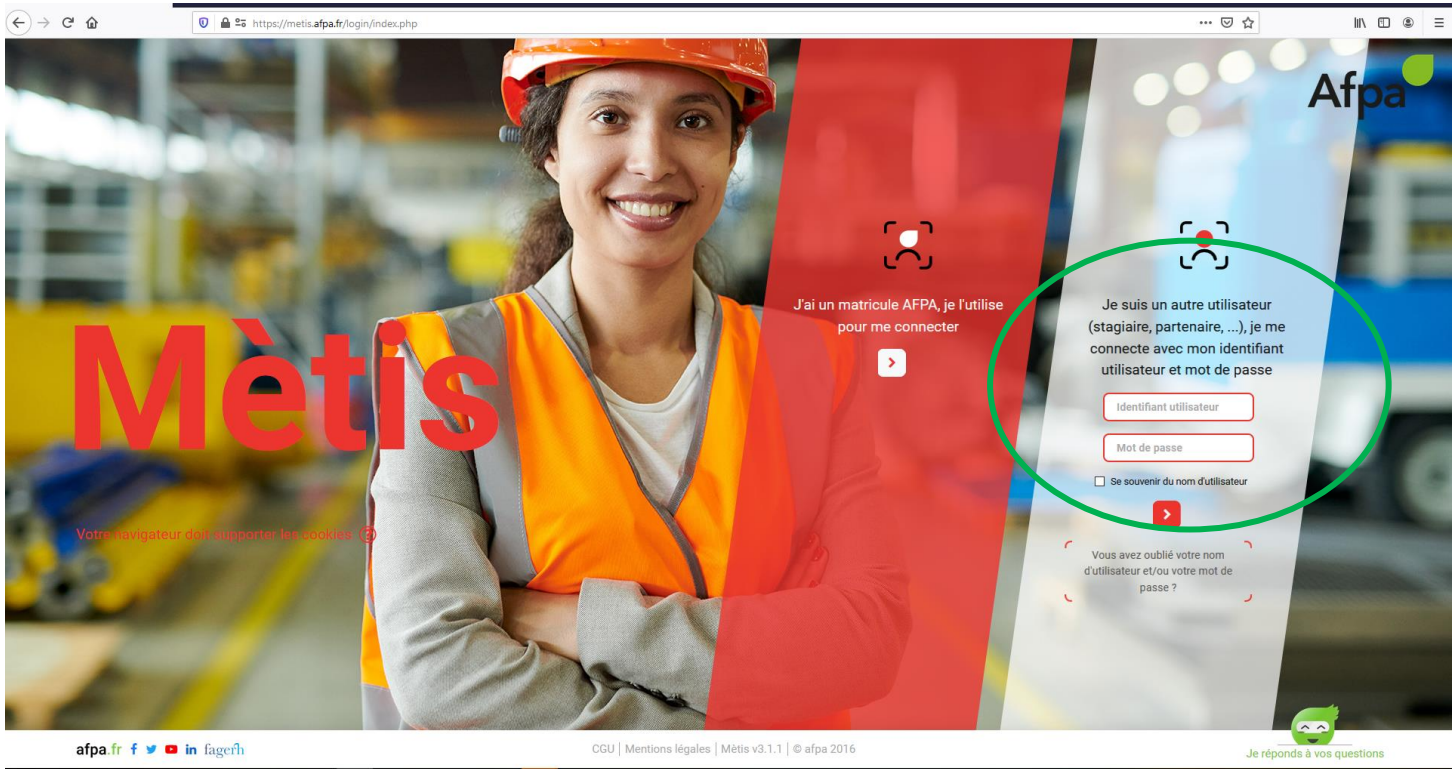 https://metis.afpa.fr/login/index.php
Afpa
Mètis
Votre navigateur doit supporter les cookies
J'ai un matricule AFPA, je l'utilise
pour me connecter
Je suis un autre utilisateur
(stagiaire, partenaire, ...), je me
connecte avec mon identifiant
utilisateur et mot de passe
Identifiant utilisateur
Mot de passe
Se souvenir du nom d'utilisateur
Vous avez oublié votre nom
d'utilisateur et/ou votre mot de
passe ?
afpa.fr f in fagerh
CGU | Mentions légales | Mètis v3.1.1 | © afpa 2016
Je réponds à vos questions